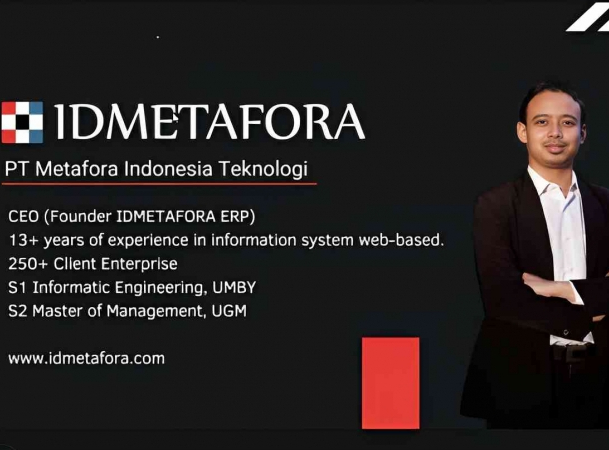 IDMETAFORA
PT Metafora Indonesia Teknologi
CEO (Founder IDMETAFORA ERP)
13+ years of experience in information system web-based.
250+ Client Enterprise
S1 Informatic Engineering, UMBY
S2 Master of Management, UGM
www.idmetafora.com